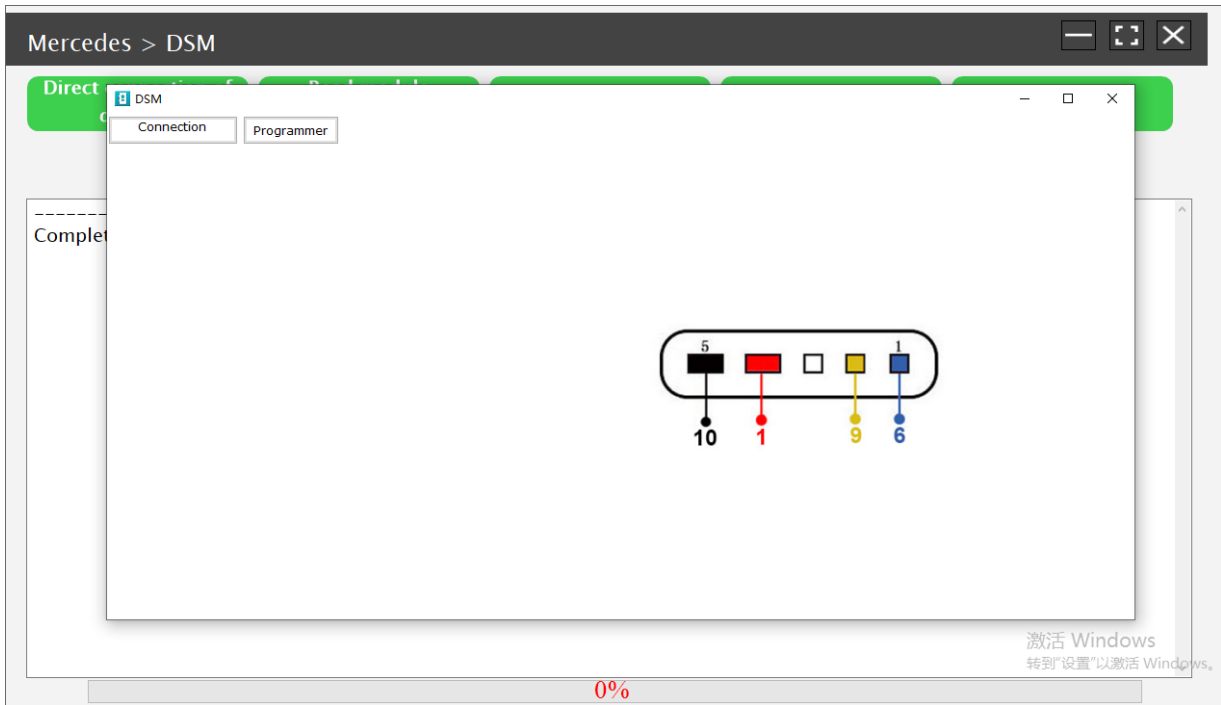 Mercedes > DSM
Direct
DSM
Connection
Programmer
--------
Complet
5
1
10
1
9
6
激活 Windows
转到"设置"以激活 Windows。
0%